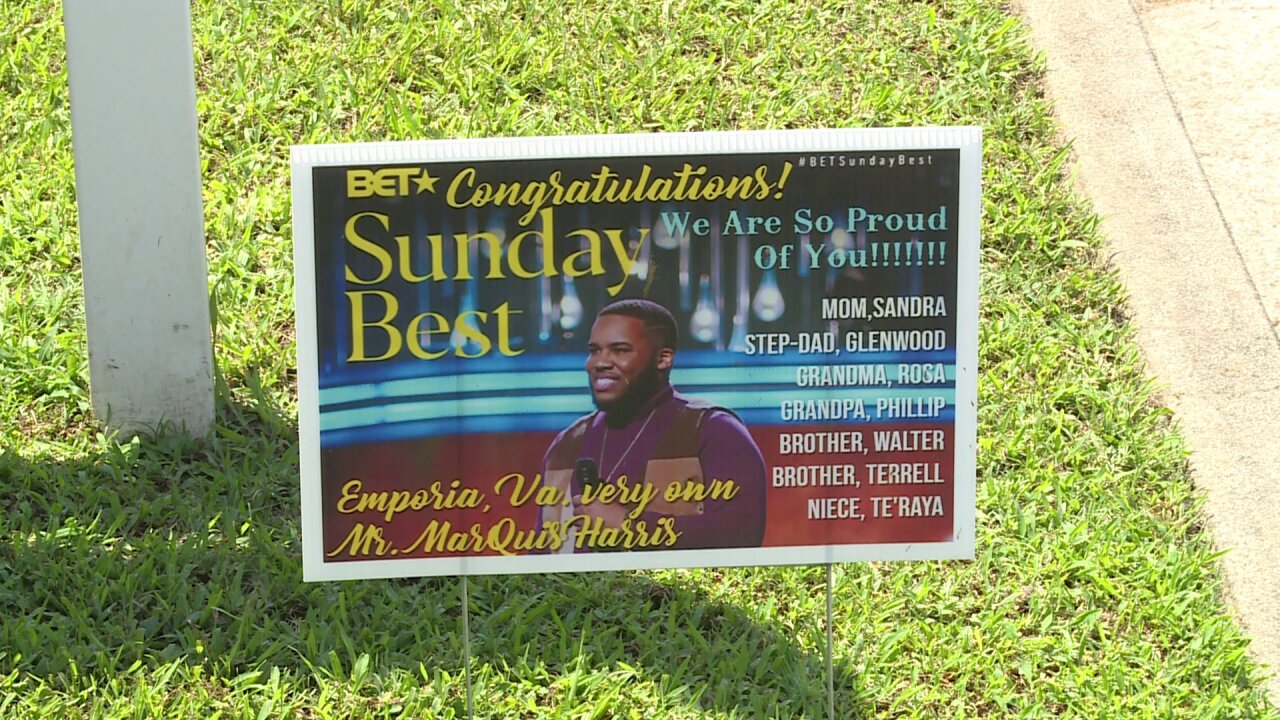 #BETSundayBest
BET★ Congratulations!
Sunday
Best
We Are So Proud
Of You!!!!!!!
MOM,SANDRA
STEP-DAD, GLENWOOD
GRANDMA, ROSA
GRANDPA, PHILLIP
BROTHER, WALTER
BROTHER, TERRELL
NIECE, TE'RAYA
Emporia, Va, very own
Mr. MarQuis Harris